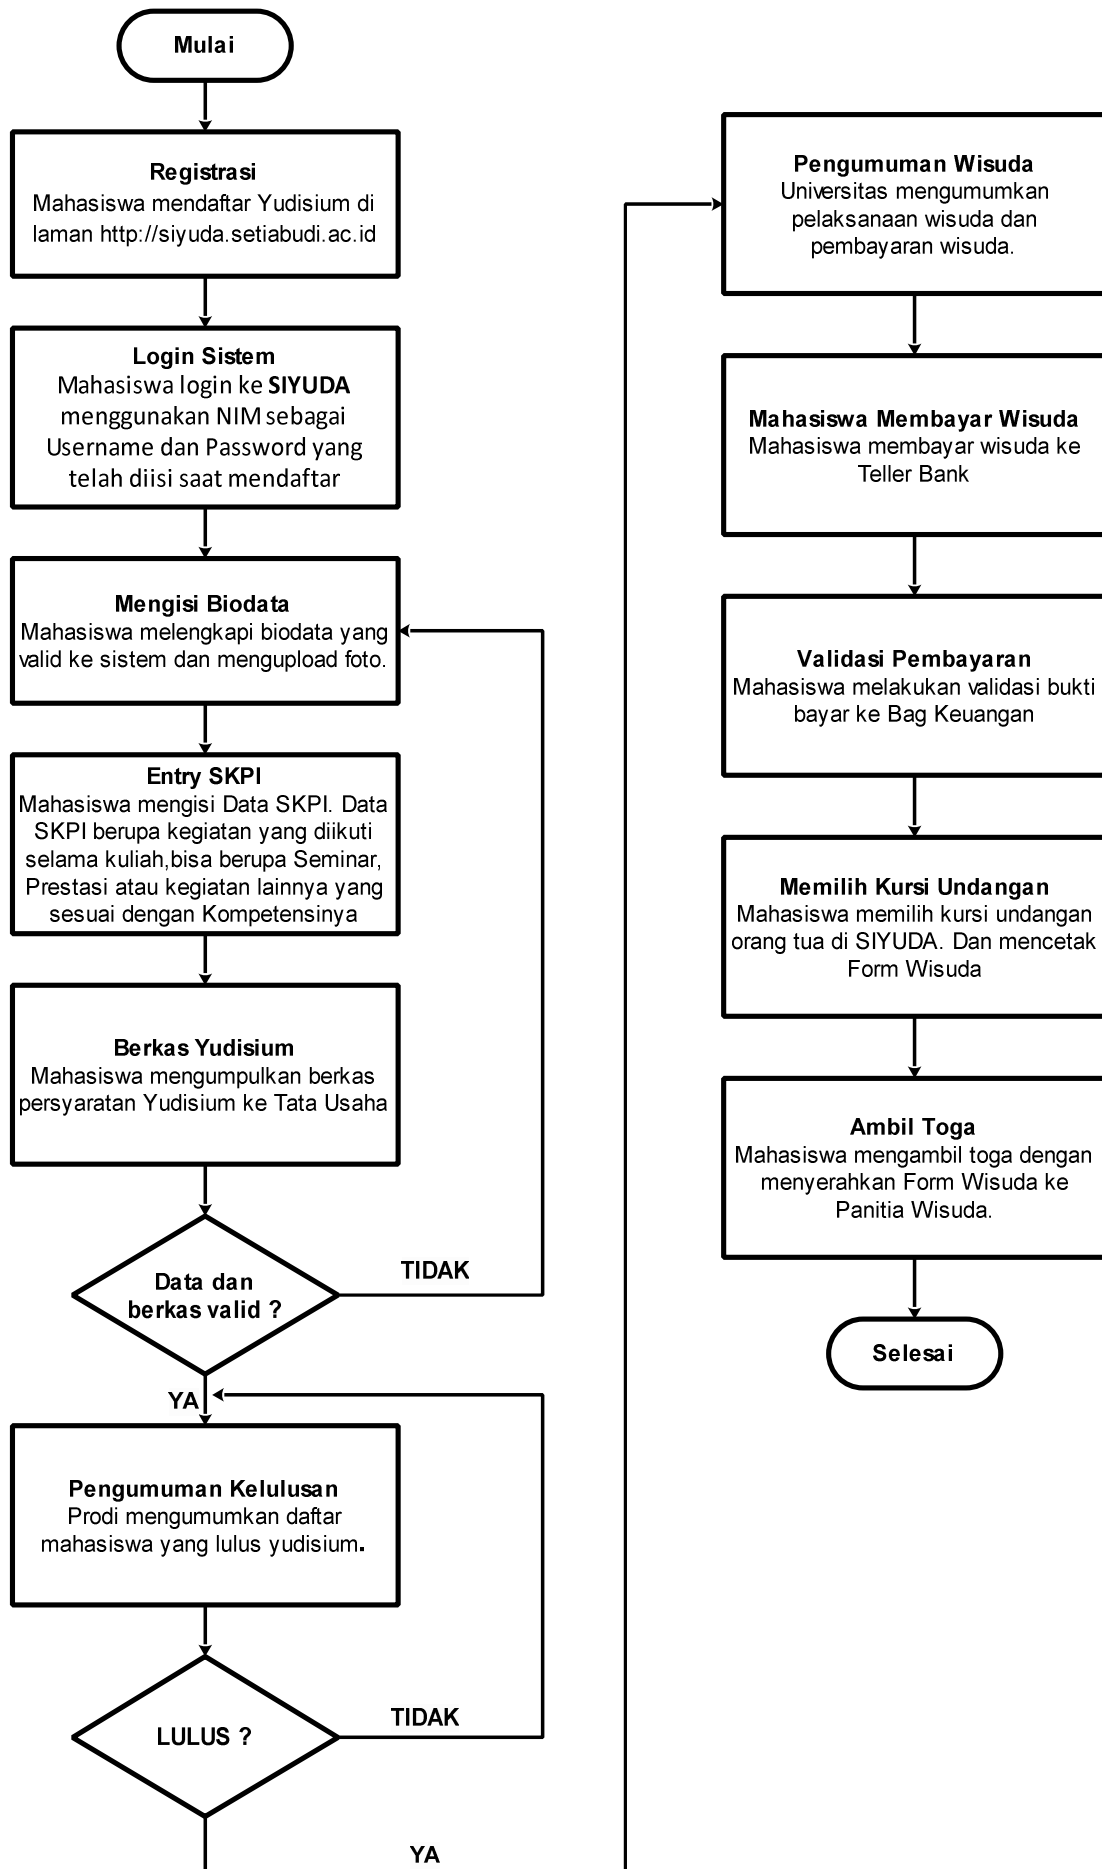 Mulai
Registrasi
Mahasiswa mendaftar Yudisium di
laman http://siyuda.setiabudi.ac.id
Login Sistem
Mahasiswa login ke SIYUDA
menggunakan NIM sebagai
Username dan Password yang
telah diisi saat mendaftar
Mengisi Biodata
Mahasiswa melengkapi biodata yang
valid ke sistem dan mengupload foto.
Entry SKPI
Mahasiswa mengisi Data SKPI. Data
SKPI berupa kegiatan yang diikuti
selama kuliah,bisa berupa Seminar,
Prestasi atau kegiatan lainnya yang
sesuai dengan Kompetensinya
Berkas Yudisium
Mahasiswa mengumpulkan berkas
persyaratan Yudisium ke Tata Usaha
Data dan
berkas valid ?
TIDAK
YA
Pengumuman Kelulusan
Prodi mengumumkan daftar
mahasiswa yang lulus yudisium.
LULUS ?
TIDAK
YA
Pengumuman Wisuda
Universitas mengumumkan
pelaksanaan wisuda dan
pembayaran wisuda.
Mahasiswa Membayar Wisuda
Mahasiswa membayar wisuda ke
Teller Bank
Validasi Pembayaran
Mahasiswa melakukan validasi bukti
bayar ke Bag Keuangan
Memilih Kursi Undangan
Mahasiswa memilih kursi undangan
orang tua di SIYUDA. Dan mencetak
Form Wisuda
Ambil Toga
Mahasiswa mengambil toga dengan
menyerahkan Form Wisuda ke
Panitia Wisuda.
Selesai